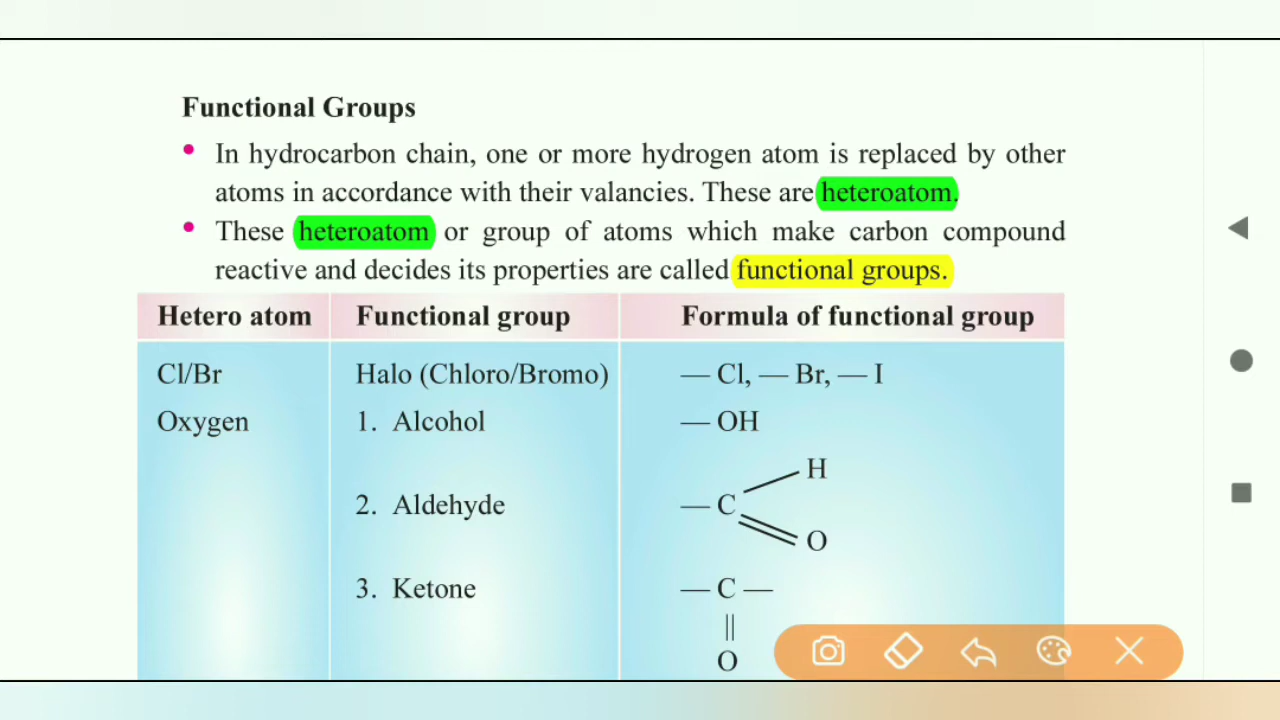 Functional Groups
• In hydrocarbon chain, one or more hydrogen atom is replaced by other
atoms in accordance with their valancies. These are heteroatom.
• These heteroatom or group of atoms which make carbon compound
reactive and decides its properties are called functional groups.
Hetero atom Functional group Formula of functional group
Cl/Br Halo (Chloro/Bromo) — Cl, — Br, — I
Oxygen 1. Alcohol — OH
H
2. Aldehyde — C
O
3. Ketone — C —
||
O